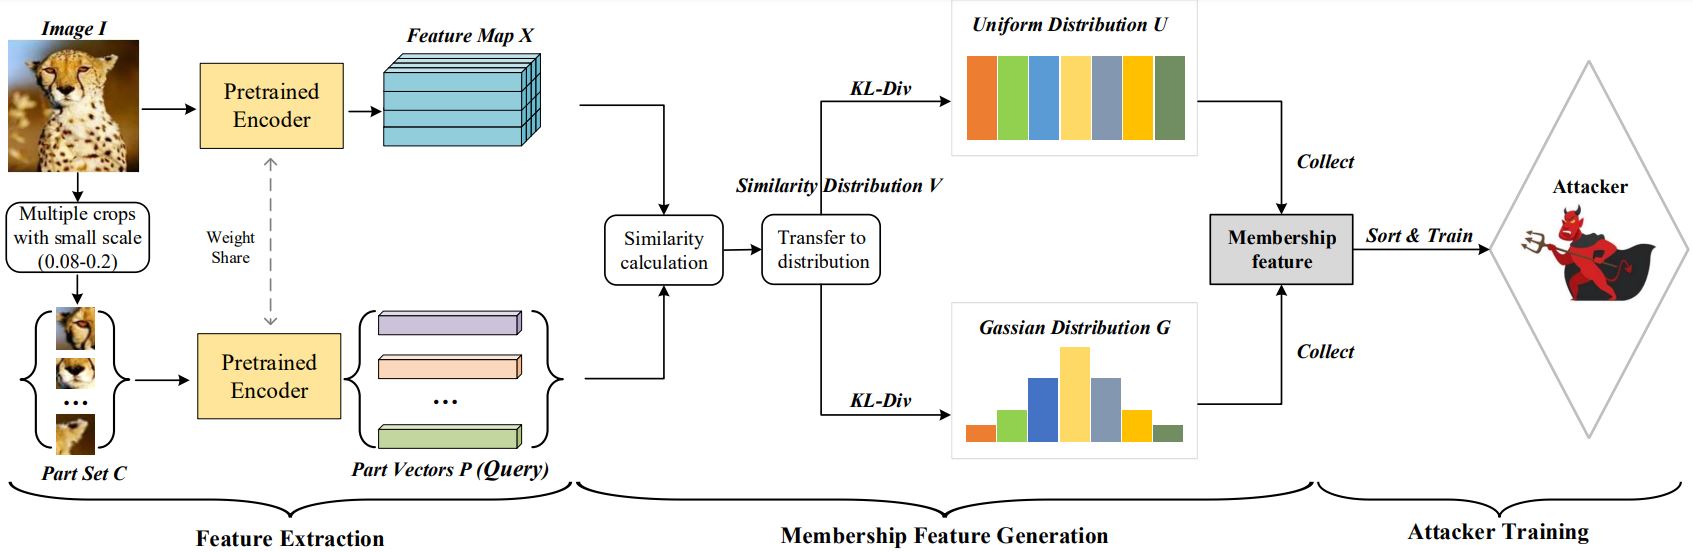 Image I
Pretrained
Encoder
Feature Map X
Multiple crops
with small scale
(0.08-0.2)
Weight
Share
Pretrained
Encoder
...
Part Set C
...
Part Vectors P (Query)
Feature Extraction
Similarity
calculation
Similarity Distribution V
Transfer to
distribution
KL-Div
Uniform Distribution U
KL-Div
Gassian Distribution G
Collect
Collect
Membership
feature
Membership Feature Generation
Sort & Train
Attacker
Attacker Training